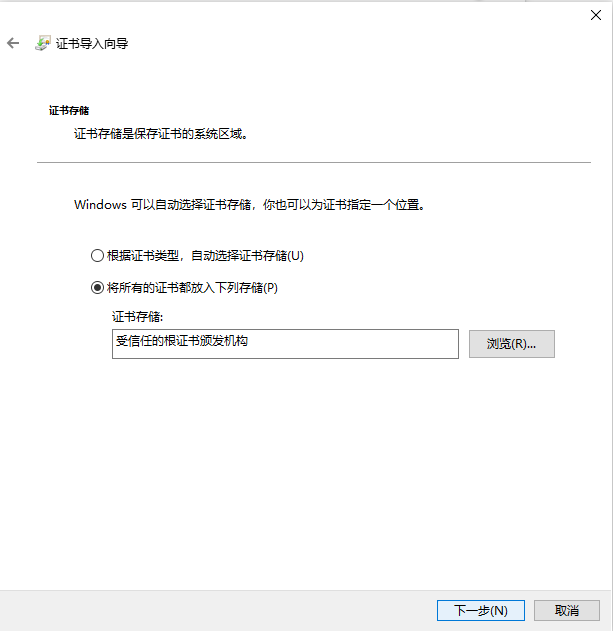 证书导入向导
证书存储
证书存储是保存证书的系统区域。
Windows 可以自动选择证书存储，你也可以为证书指定一个位置。
根据证书类型，自动选择证书存储(U)
将所有的证书都放入下列存储(P)
证书存储:
受信任的根证书颁发机构
浏览(R)...
下一步(N)
取消